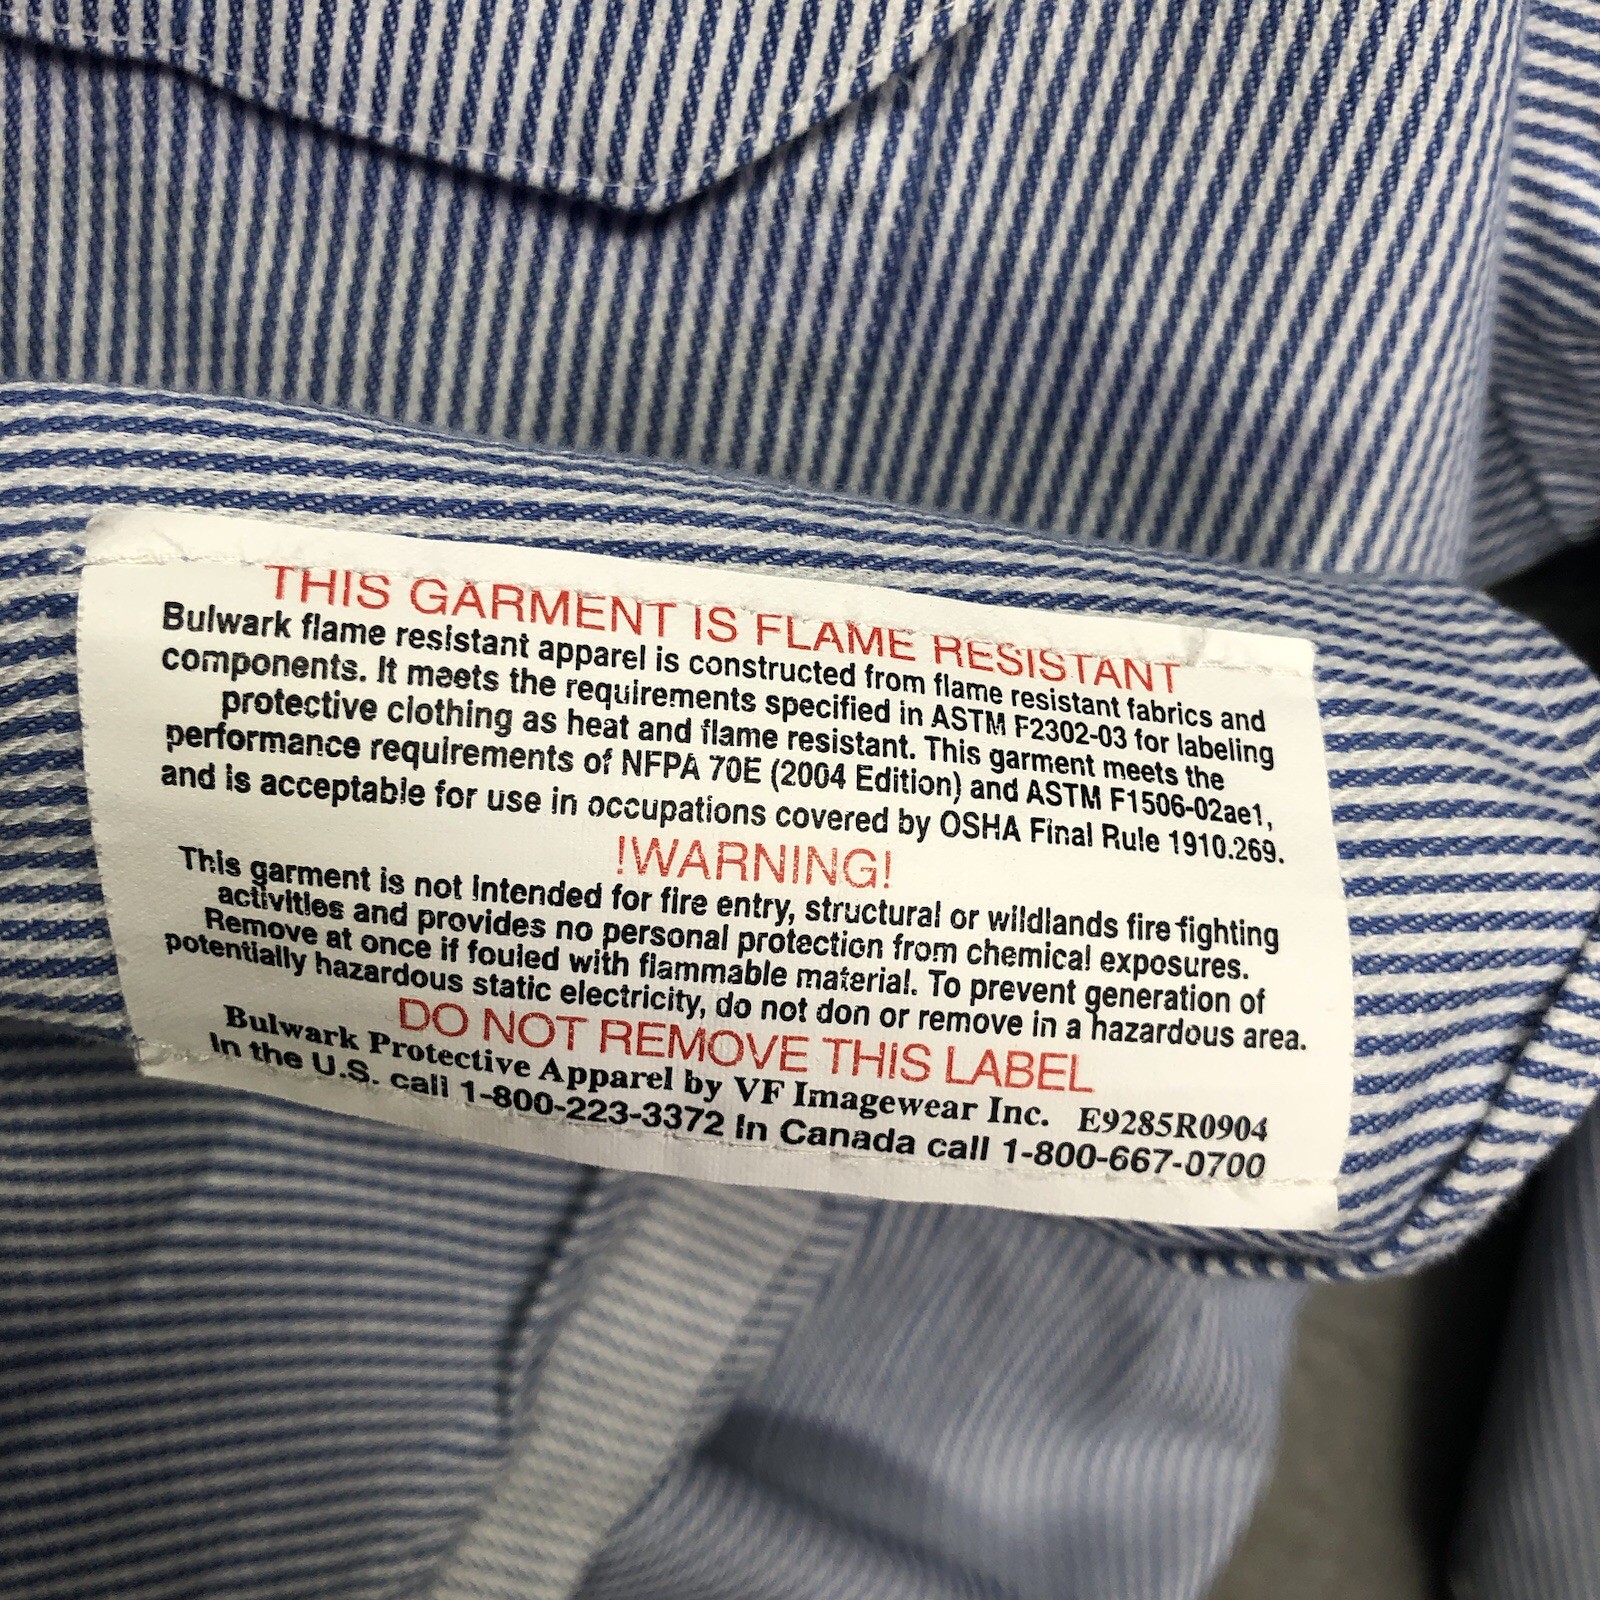 THIS GARMENT IS FLAME RESISTANT
Bulwark flame resistant apparel is constructed from flame resistant fabrics and
components. It meets the requirements specified in ASTM F2302-03 for labeling
protective clothing as heat and flame resistant. This garment meets the
performance requirements of NFPA 70E (2004 Edition) and ASTM F1506-02ae1,
and is acceptable for use in occupations covered by OSHA Final Rule 1910.269.
!WARNING!
This garment is not intended for fire entry, structural or wildlands fire fighting
activities and provides no personal protection from chemical exposures.
Remove at once if fouled with flammable material. To prevent generation of
potentially hazardous static electricity, do not don or remove in a hazardous area.
DO NOT REMOVE THIS LABEL
Bulwark Protective Apparel by VF Imagewear Inc. E9285R0904
In the U.S. call 1-800-223-3372 In Canada call 1-800-667-0700